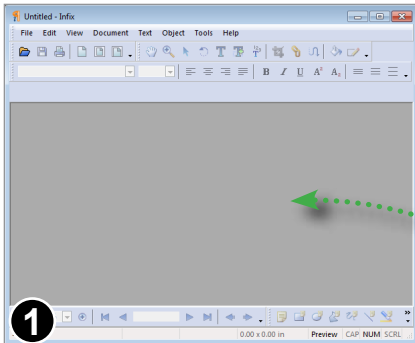 Untitled - Infix
File Edit View Document Text Object Tools Help
T T T
B I U A² A₂
1
0.00 x 0.00 in Preview CAP NUM SCRL